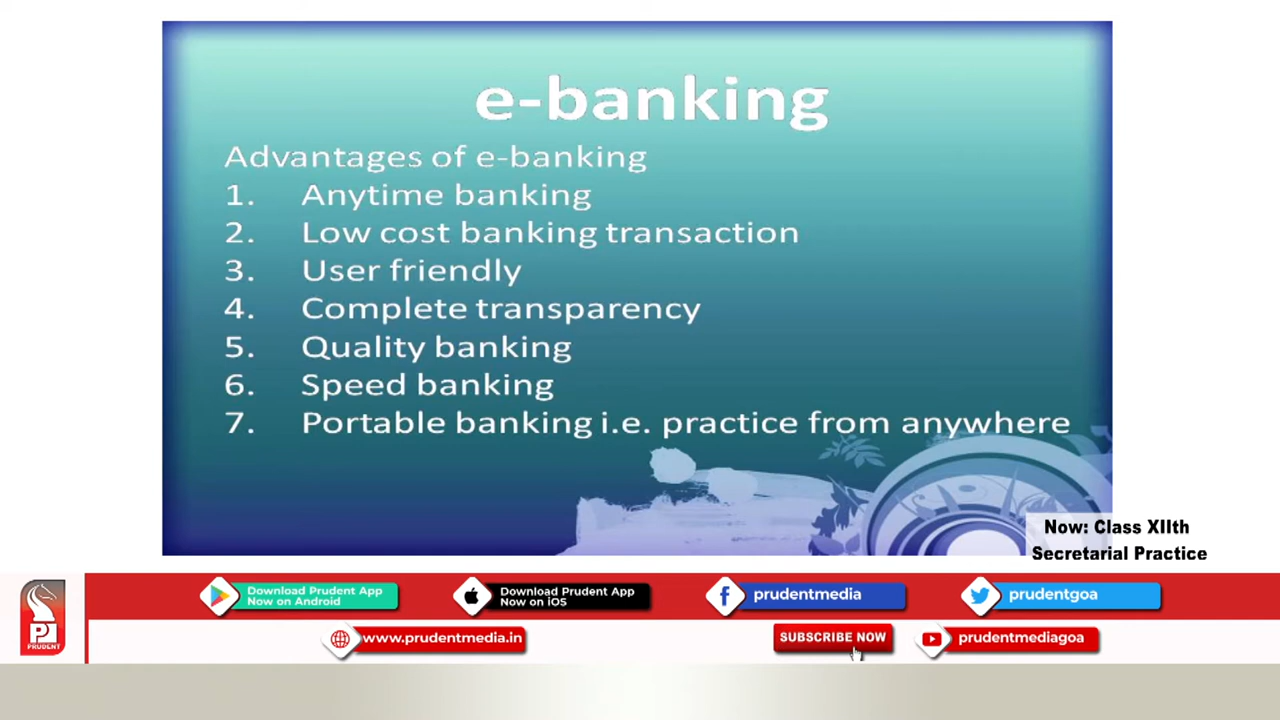 e-banking
Advantages of e-banking
1. Anytime banking
2. Low cost banking transaction
3. User friendly
4. Complete transparency
5. Quality banking
6. Speed banking
7. Portable banking i.e. practice from anywhere
Now: Class XIIth
Secretarial Practice
PRUDENT
Download Prudent App
Now on Android
Download Prudent App
Now on iOS
prudentmedia
prudentgoa
www.prudentmedia.in
SUBSCRIBE NOW
prudentmediagoa